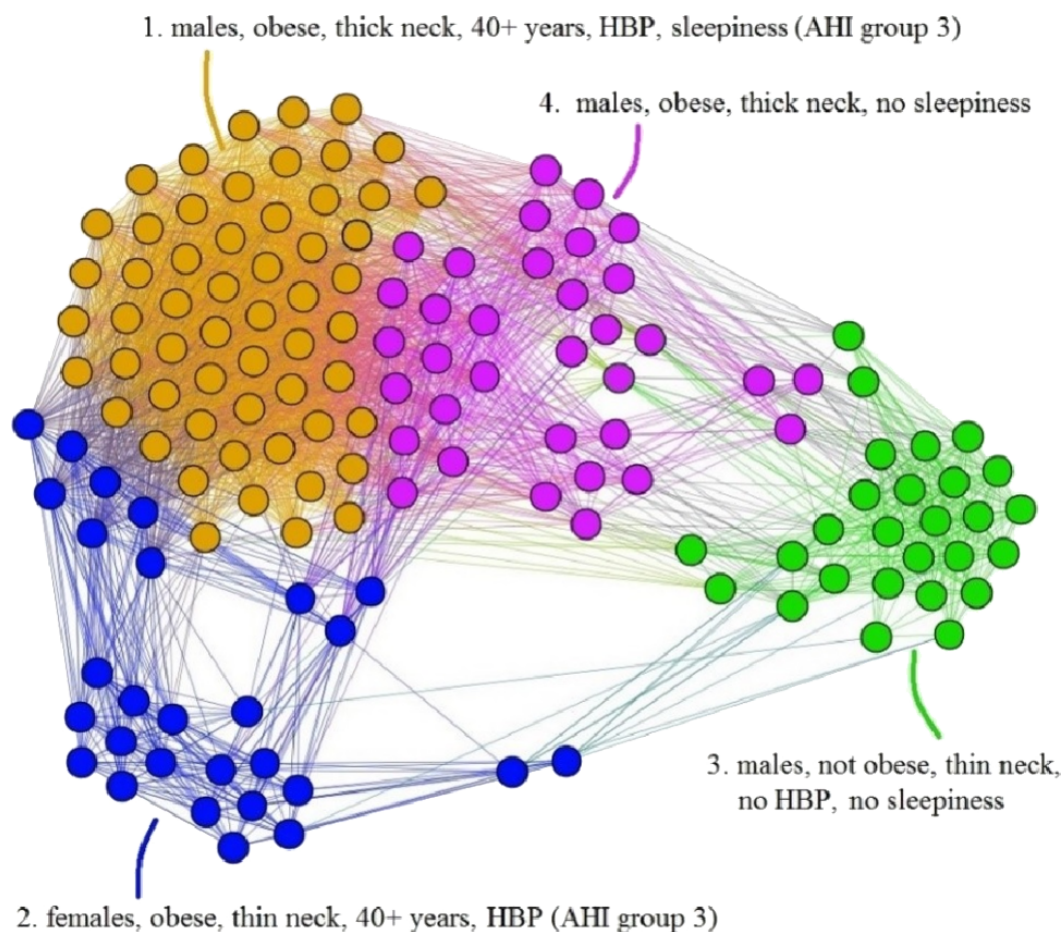 1. males, obese, thick neck, 40+ years, HBP, sleepiness (AHI group 3)
4. males, obese, thick neck, no sleepiness
3. males, not obese, thin neck,
no HBP, no sleepiness
2. females, obese, thin neck, 40+ years, HBP (AHI group 3)